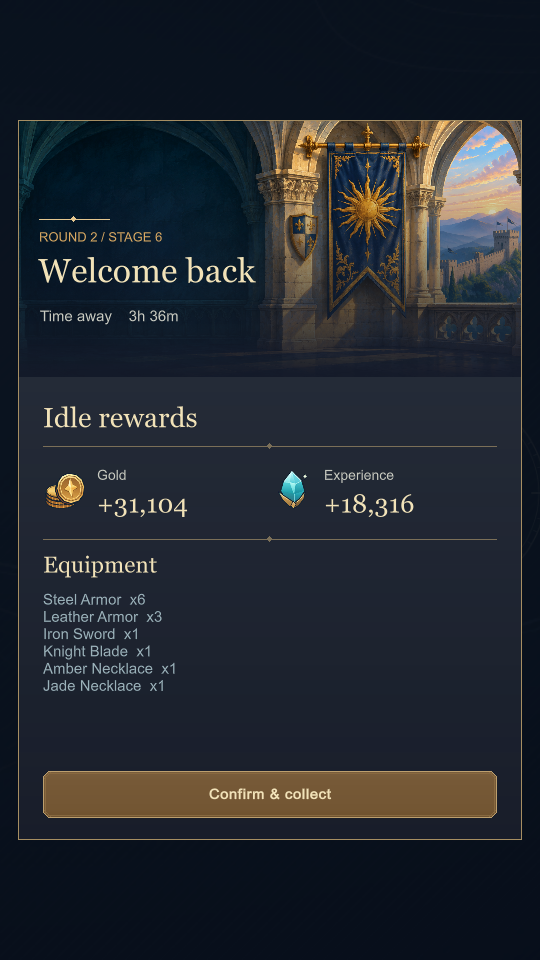 ROUND 2 / STAGE 6
Welcome back
Time away 3h 36m
Idle rewards
Gold
+31,104
Experience
+18,316
Equipment
Steel Armor x6
Leather Armor x3
Iron Sword x1
Knight Blade x1
Amber Necklace x1
Jade Necklace x1
Confirm & collect